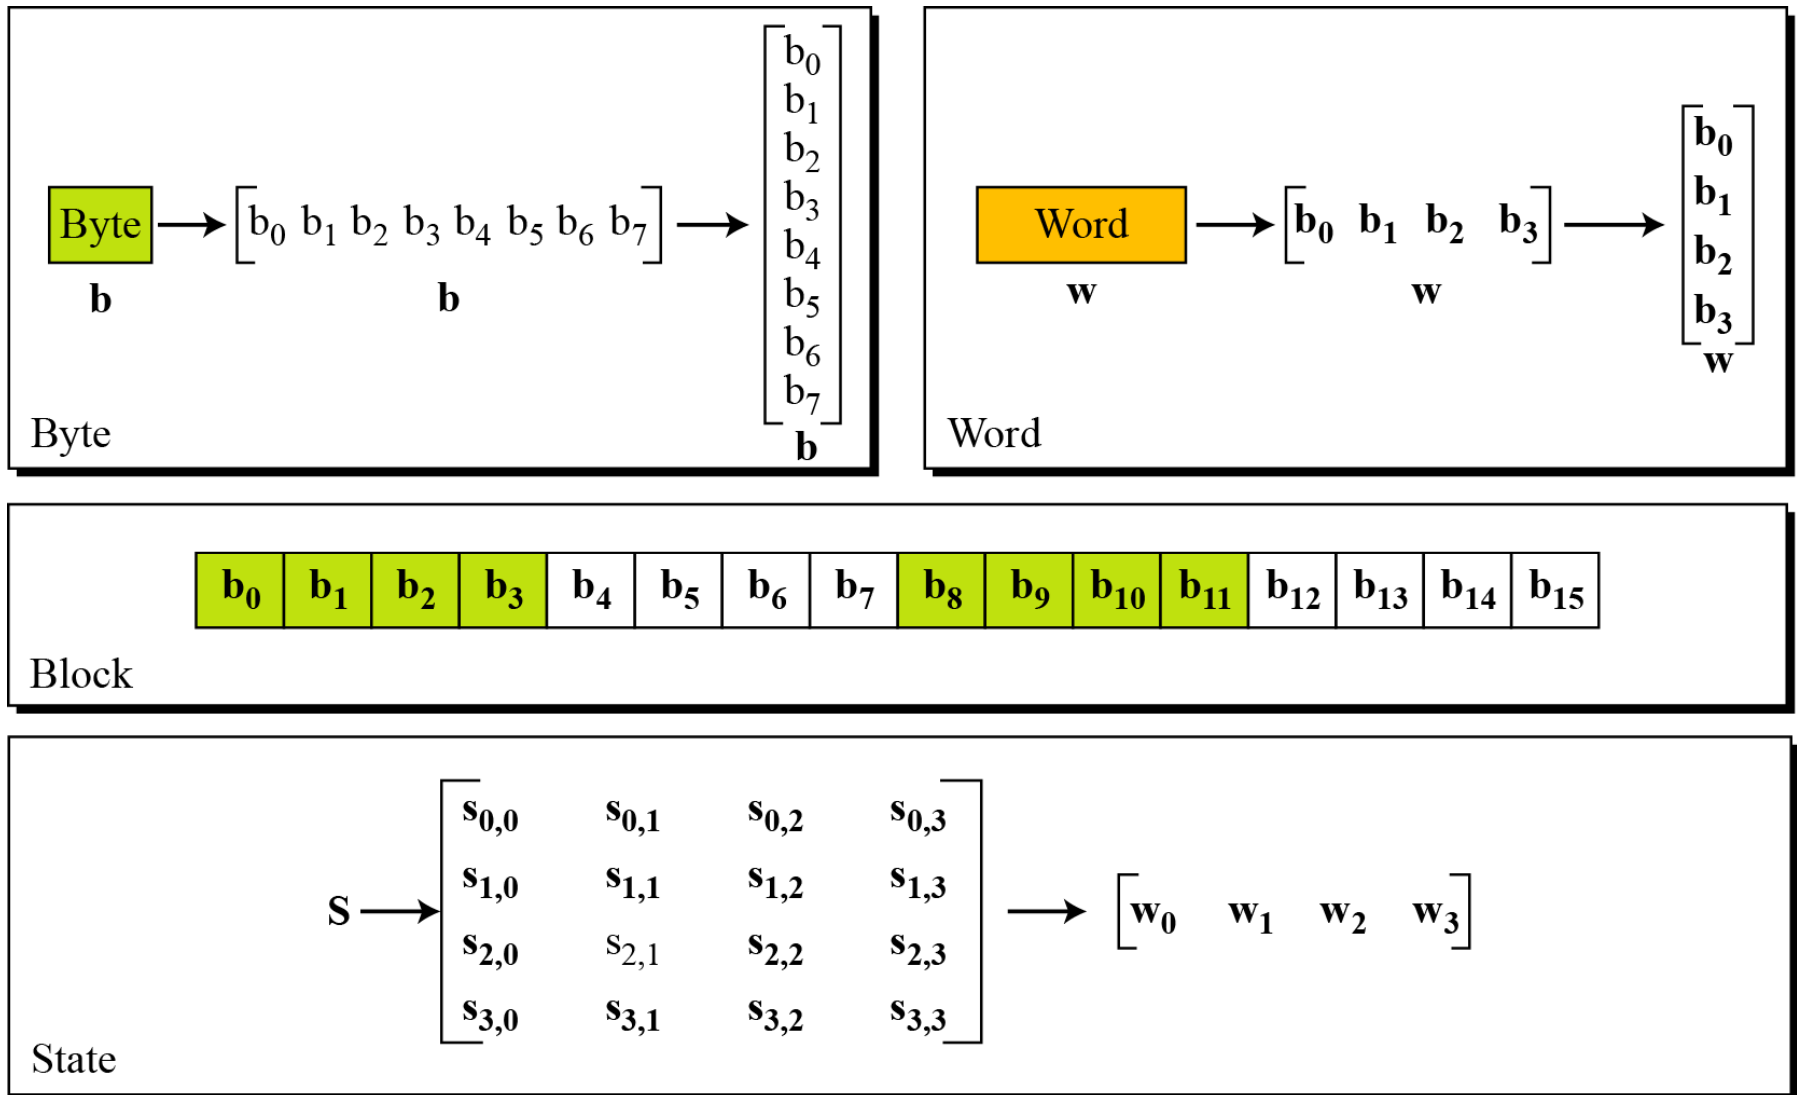 b₀
b₁
b₂
b₃
b₄
b₅
b₆
b₇
b
Byte
b₀ b₁ b₂ b₃ b₄ b₅ b₆ b₇
b
b
Byte
Word
b₀ b₁ b₂ b₃
w
w
b₀
b₁
b₂
b₃
w
Word
b₀ b₁ b₂ b₃ b₄ b₅ b₆ b₇ b₈ b₉ b₁₀ b₁₁ b₁₂ b₁₃ b₁₄ b₁₅
Block
S
s₀,₀ s₀,₁ s₀,₂ s₀,₃
s₁,₀ s₁,₁ s₁,₂ s₁,₃
s₂,₀ s₂,₁ s₂,₂ s₂,₃
s₃,₀ s₃,₁ s₃,₂ s₃,₃
w₀ w₁ w₂ w₃
State